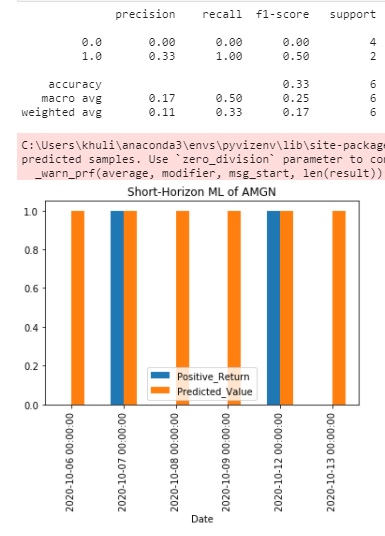 precision recall f1-score support
0.0 0.00 0.00 0.00 4
1.0 0.33 1.00 0.50 2
accuracy 0.33 6
macro avg 0.17 0.50 0.25 6
weighted avg 0.11 0.33 0.17 6
C:\Users\khuli\anaconda3\envs\pyvizenv\lib\site-package
predicted samples. Use `zero_division` parameter to co
_warn_prf(average, modifier, msg_start, len(result))
Short-Horizon ML of AMGN
1.0
0.8
0.6
0.4
0.2
0.0
Positive_Return
Predicted_Value
2020-10-06 00:00:00
2020-10-07 00:00:00
2020-10-08 00:00:00
2020-10-09 00:00:00
2020-10-12 00:00:00
2020-10-13 00:00:00
Date